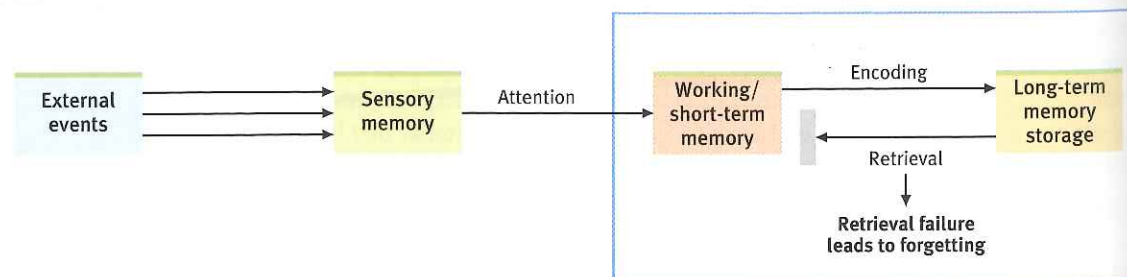 External
events
Sensory
memory
Attention
Working/
short-term
memory
Encoding
Long-term
memory
storage
Retrieval
Retrieval failure
leads to forgetting